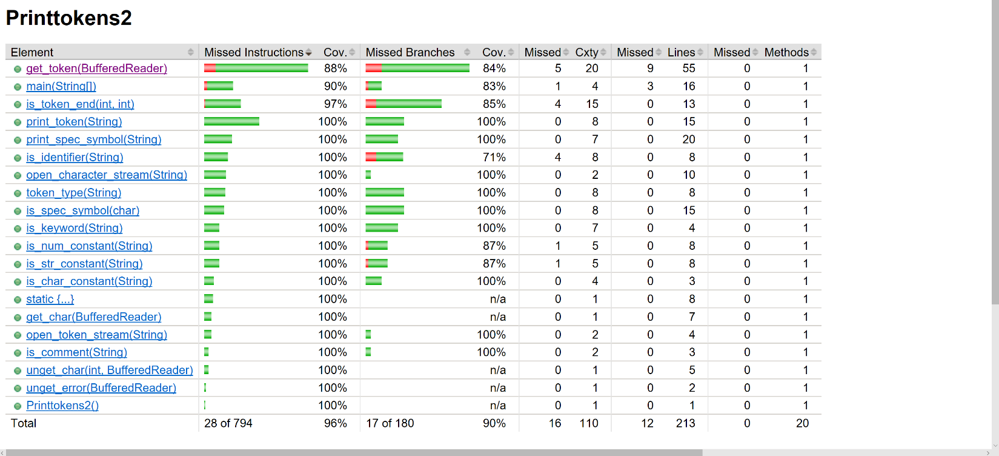 Printtokens2
Element Missed Instructions Cov. Missed Branches Cov. Missed Cxty Missed Lines Missed Methods
get_token(BufferedReader) 88% 84% 5 20 9 55 0 1
main(String[]) 90% 83% 1 4 3 16 0 1
is_token_end(int, int) 97% 85% 4 15 0 13 0 1
print_token(String) 100% 100% 0 8 0 15 0 1
print_spec_symbol(String) 100% 100% 0 7 0 20 0 1
is_identifier(String) 100% 71% 4 8 0 8 0 1
open_character_stream(String) 100% 100% 0 2 0 10 0 1
token_type(String) 100% 100% 0 8 0 8 0 1
is_spec_symbol(char) 100% 100% 0 8 0 15 0 1
is_keyword(String) 100% 100% 0 7 0 4 0 1
is_num_constant(String) 100% 87% 1 5 0 8 0 1
is_str_constant(String) 100% 87% 1 5 0 8 0 1
is_char_constant(String) 100% 100% 0 4 0 3 0 1
static {...} 100% n/a 0 1 0 8 0 1
get_char(BufferedReader) 100% n/a 0 1 0 7 0 1
open_token_stream(String) 100% 100% 0 2 0 4 0 1
is_comment(String) 100% 100% 0 2 0 3 0 1
unget_char(int, BufferedReader) 100% n/a 0 1 0 5 0 1
unget_error(BufferedReader) 100% n/a 0 1 0 2 0 1
Printtokens2() 100% n/a 0 1 0 1 0 1
Total 28 of 794 96% 17 of 180 90% 16 110 12 213 0 20